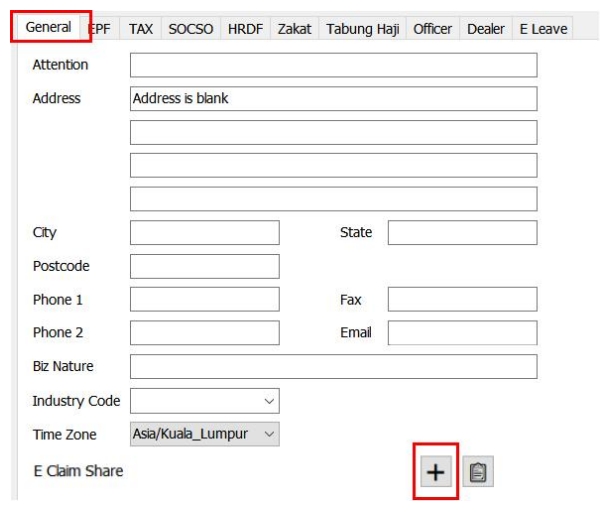 General EPF TAX SOCSO HRDF Zakat Tabung Haji Officer Dealer E Leave
Attention
Address Address is blank
City State
Postcode
Phone 1 Fax
Phone 2 Email
Biz Nature
Industry Code
Time Zone Asia/Kuala_Lumpur
E Claim Share +